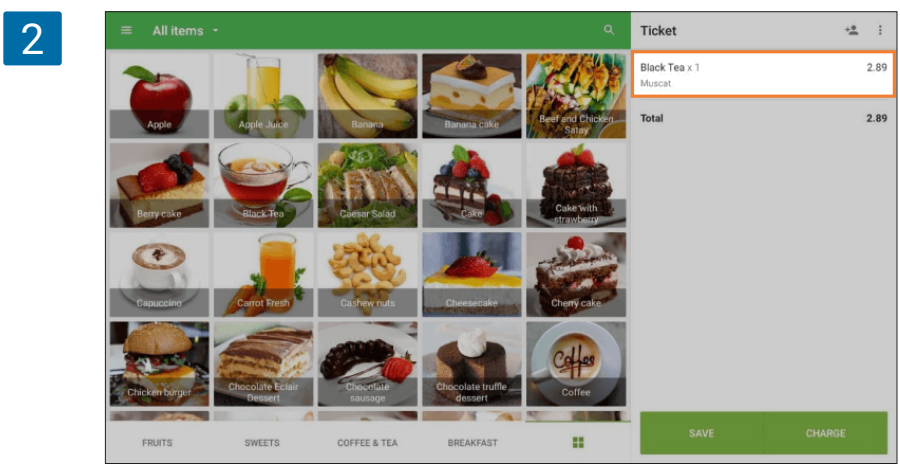 2
All items
Ticket
Black Tea x 1 2.89
Muscat
Total 2.89
Apple
Apple Juice
Banana
Banana cake
Beef and Chicken
Satay
Berry cake
Black Tea
Caesar Salad
Cake
Cake with
strawberry
Capuccino
Carrot Fresh
Cashew nuts
Cheesecake
Cherry cake
Chicken burger
Chocolate Eclair
Dessert
Chocolate
sausage
Chocolate truffle
dessert
Coffee
Coffee
FRUITS
SWEETS
COFFEE & TEA
BREAKFAST
SAVE
CHARGE